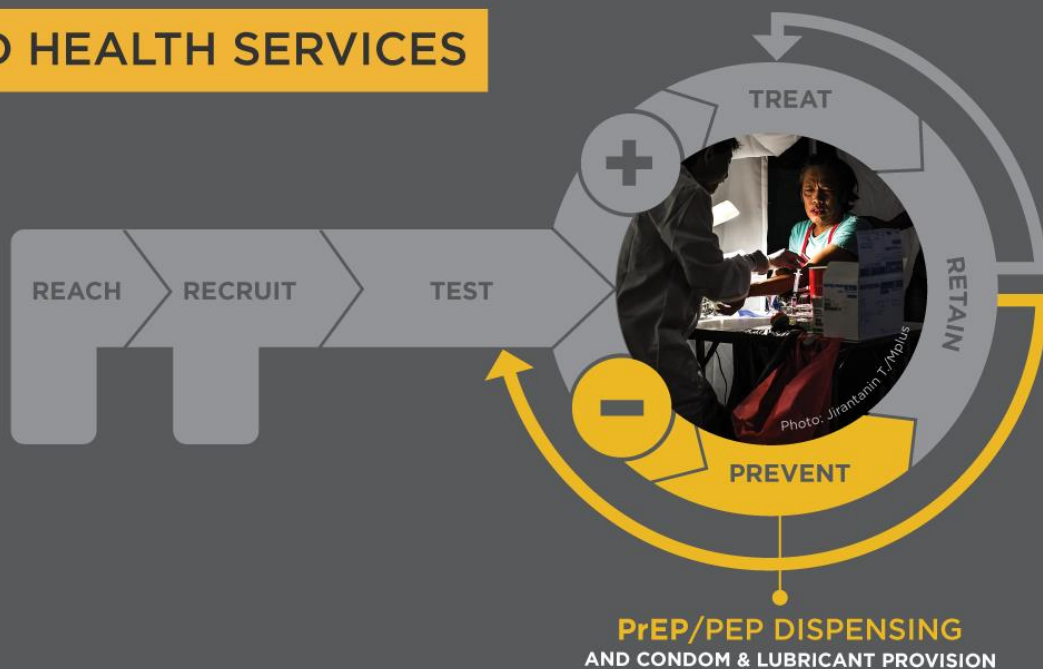 HEALTH SERVICES
TREAT
+
REACH
RECRUIT
TEST
RETAIN
Photo: Jirantanin T./Mplus
-
PREVENT
PrEP/PEP DISPENSING
AND CONDOM & LUBRICANT PROVISION